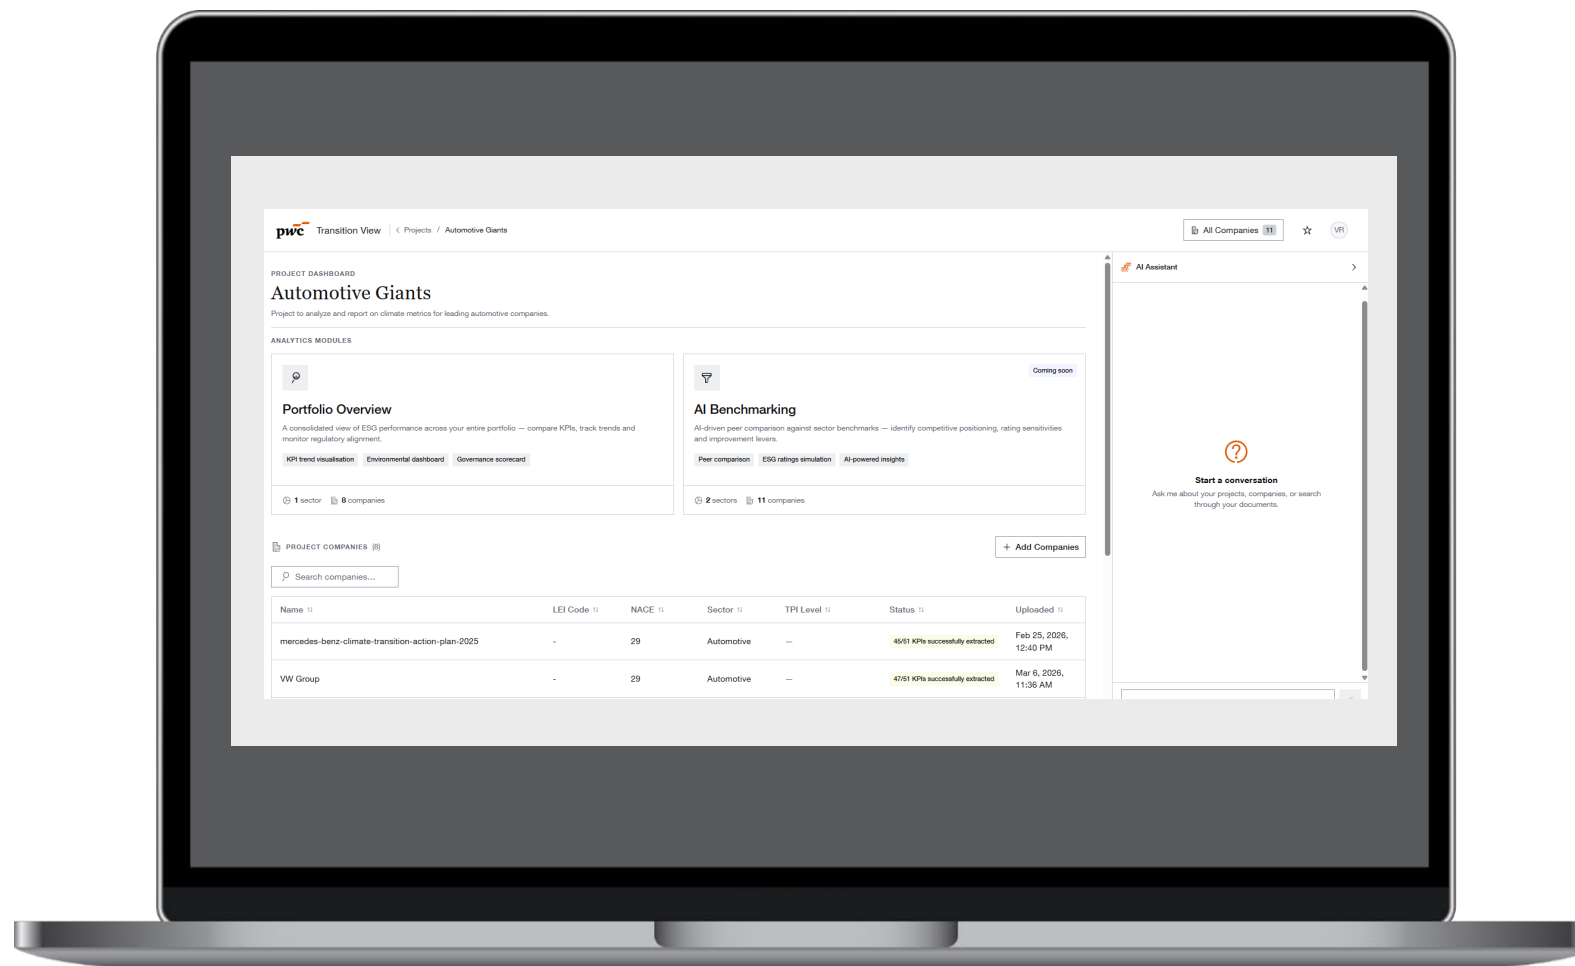 pwc Transition View Projects / Automotive Giants All Companies 11 VR
PROJECT DASHBOARD
Automotive Giants
Project to analyze and report on climate metrics for leading automotive companies.
ANALYTICS MODULES
Portfolio Overview
A consolidated view of ESG performance across your entire portfolio — compare KPIs, track trends and
monitor regulatory alignment.
KPI trend visualisation Environmental dashboard Governance scorecard
1 sector 8 companies
Coming soon
AI Benchmarking
AI-driven peer comparison against sector benchmarks — identify competitive positioning, rating sensitivities
and improvement levers.
Peer comparison ESG ratings simulation AI-powered insights
2 sectors 11 companies
PROJECT COMPANIES (8)
+ Add Companies
Search companies...
Name LEI Code NACE Sector TPI Level Status Uploaded
mercedes-benz-climate-transition-action-plan-2025 - 29 Automotive — 45/51 KPIs successfully extracted Feb 25, 2026,
12:40 PM
VW Group - 29 Automotive — 47/51 KPIs successfully extracted Mar 6, 2026,
11:36 AM
AI Assistant
Start a conversation
Ask me about your projects, companies, or search
through your documents.